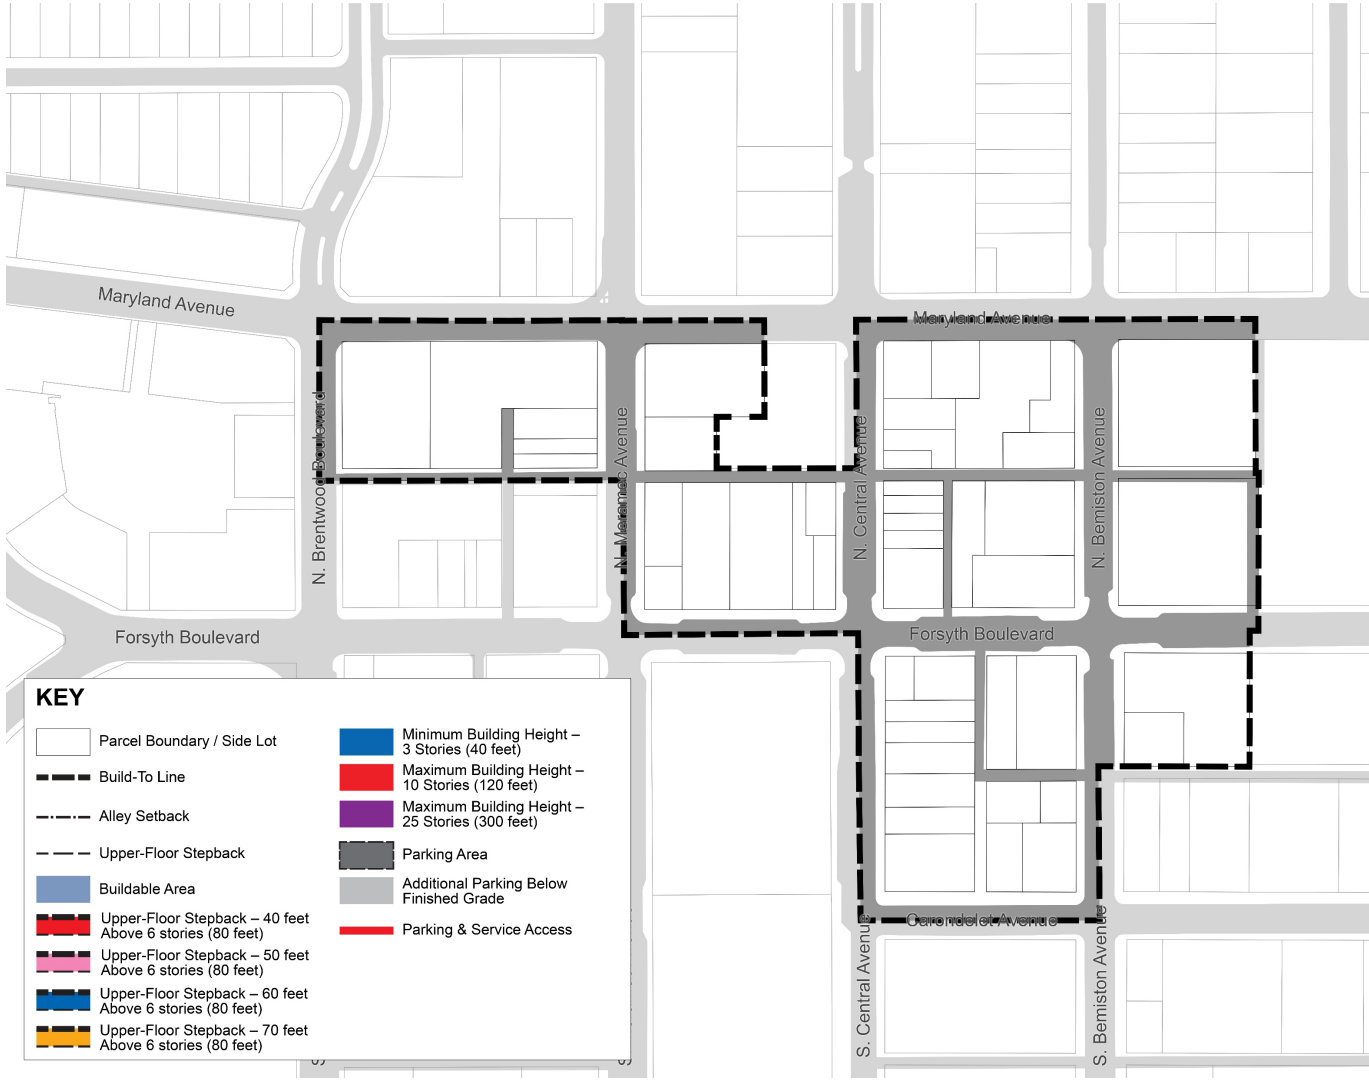 Maryland Avenue
Maryland Avenue
N. Brentwood Boulevard
N. Meramec Avenue
N. Central Avenue
N. Bemiston Avenue
Forsyth Boulevard
Forsyth Boulevard
Carondelet Avenue
S. Central Avenue
S. Bemiston Avenue
KEY
Parcel Boundary / Side Lot
Build-To Line
Alley Setback
Upper-Floor Stepback
Buildable Area
Upper-Floor Stepback – 40 feet
Above 6 stories (80 feet)
Upper-Floor Stepback – 50 feet
Above 6 stories (80 feet)
Upper-Floor Stepback – 60 feet
Above 6 stories (80 feet)
Upper-Floor Stepback – 70 feet
Above 6 stories (80 feet)
Minimum Building Height –
3 Stories (40 feet)
Maximum Building Height –
10 Stories (120 feet)
Maximum Building Height –
25 Stories (300 feet)
Parking Area
Additional Parking Below
Finished Grade
Parking & Service Access